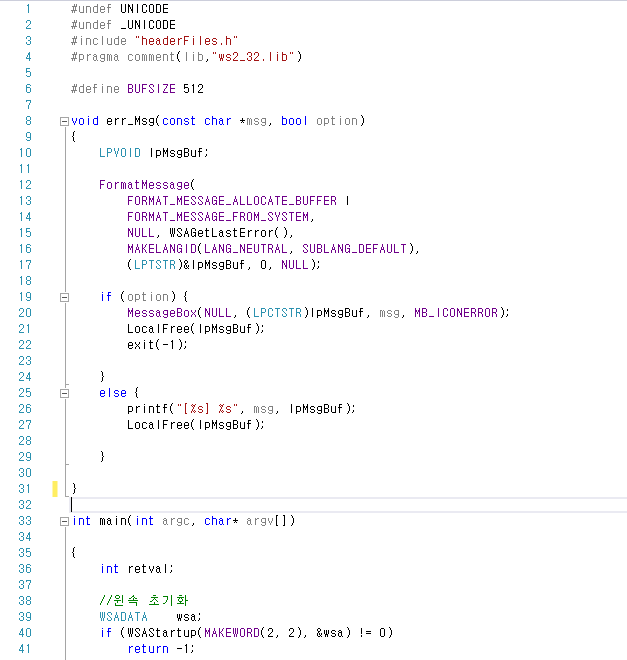 1 #undef UNICODE
2 #undef _UNICODE
3 #include "headerFiles.h"
4 #pragma comment(lib,"ws2_32.lib")
5
6 #define BUFSIZE 512
7
8 void err_Msg(const char *msg, bool option)
9 {
10 LPVOID lpMsgBuf;
11
12 FormatMessage(
13 FORMAT_MESSAGE_ALLOCATE_BUFFER |
14 FORMAT_MESSAGE_FROM_SYSTEM,
15 NULL, WSAGetLastError(),
16 MAKELANGID(LANG_NEUTRAL, SUBLANG_DEFAULT),
17 (LPTSTR)&lpMsgBuf, 0, NULL);
18
19 if (option) {
20 MessageBox(NULL, (LPCTSTR)lpMsgBuf, msg, MB_ICONERROR);
21 LocalFree(lpMsgBuf);
22 exit(-1);
23
24 }
25 else {
26 printf("[%s] %s", msg, lpMsgBuf);
27 LocalFree(lpMsgBuf);
28
29 }
30
31 }
32
33 int main(int argc, char* argv[])
34
35 {
36 int retval;
37
38 //윈속 초기화
39 WSADATA wsa;
40 if (WSAStartup(MAKEWORD(2, 2), &wsa) != 0)
41 return -1;